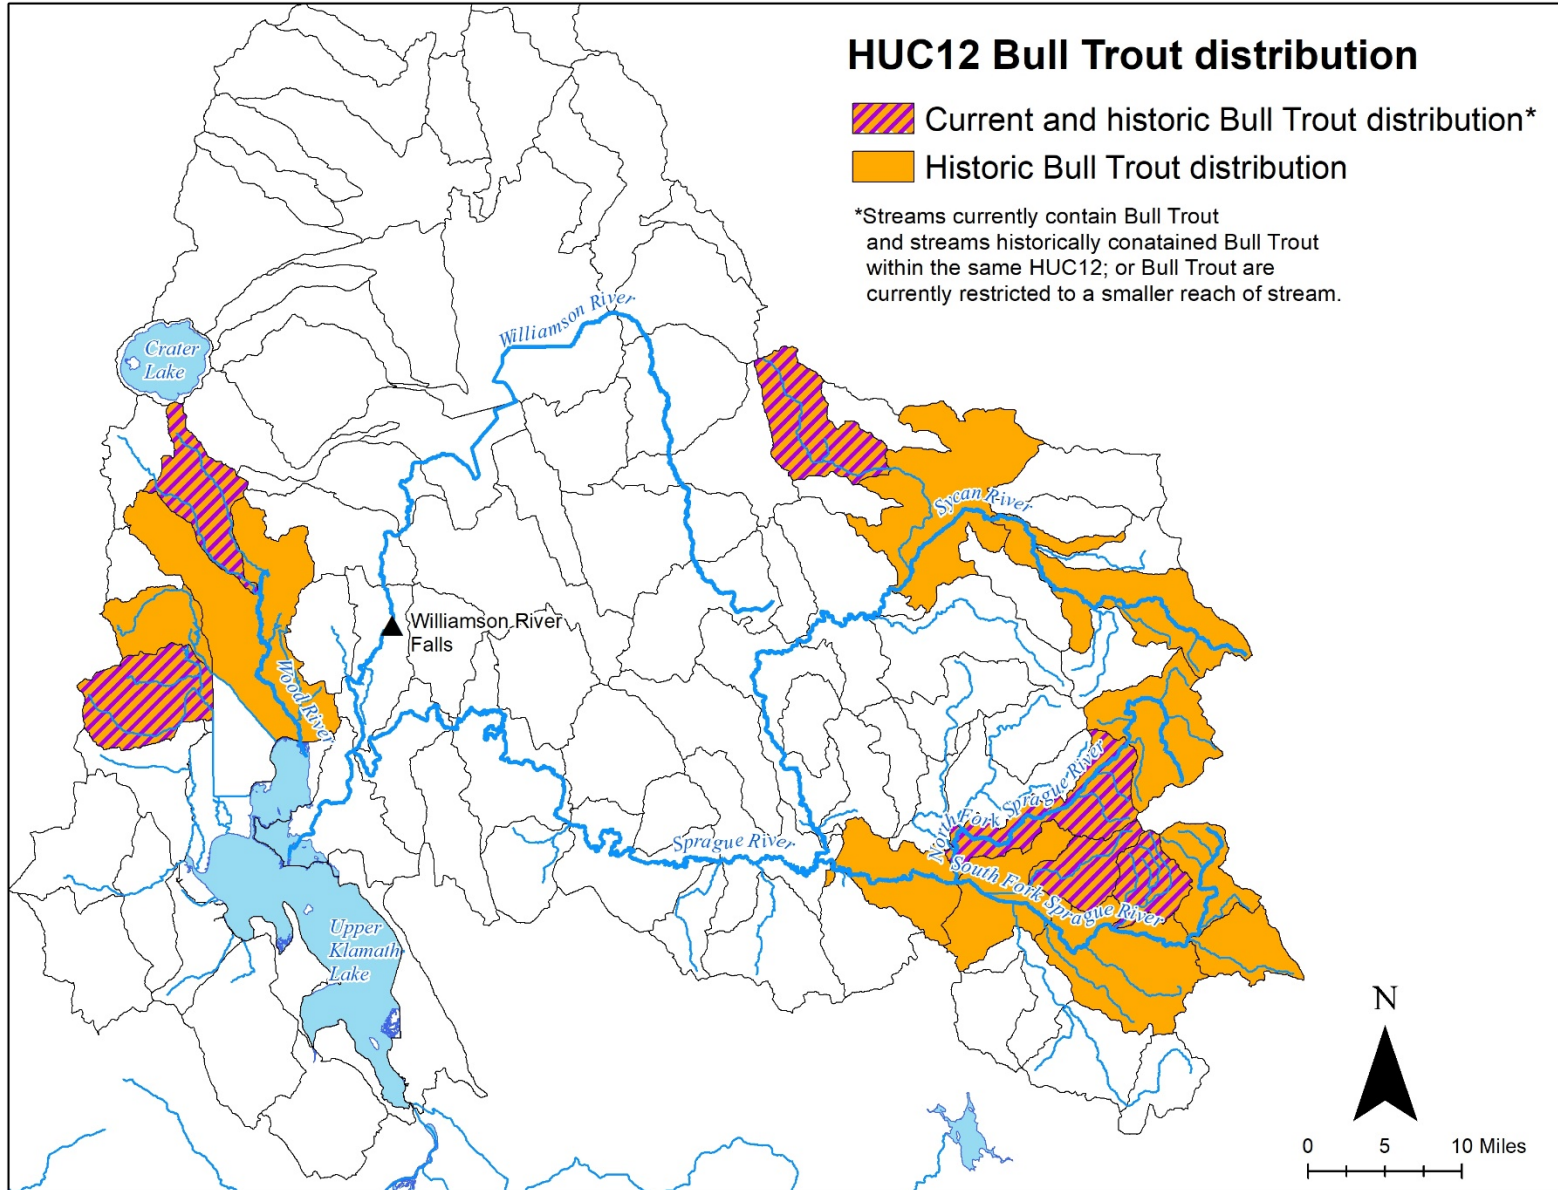 HUC12 Bull Trout distribution
Current and historic Bull Trout distribution*
Historic Bull Trout distribution
*Streams currently contain Bull Trout
and streams historically conatained Bull Trout
within the same HUC12; or Bull Trout are
currently restricted to a smaller reach of stream.
Williamson River
Crater
Lake
Sycan River
Williamson River
Falls
Wood River
North Fork Sprague River
Sprague River
South Fork Sprague River
Upper
Klamath
Lake
N
0 5 10 Miles